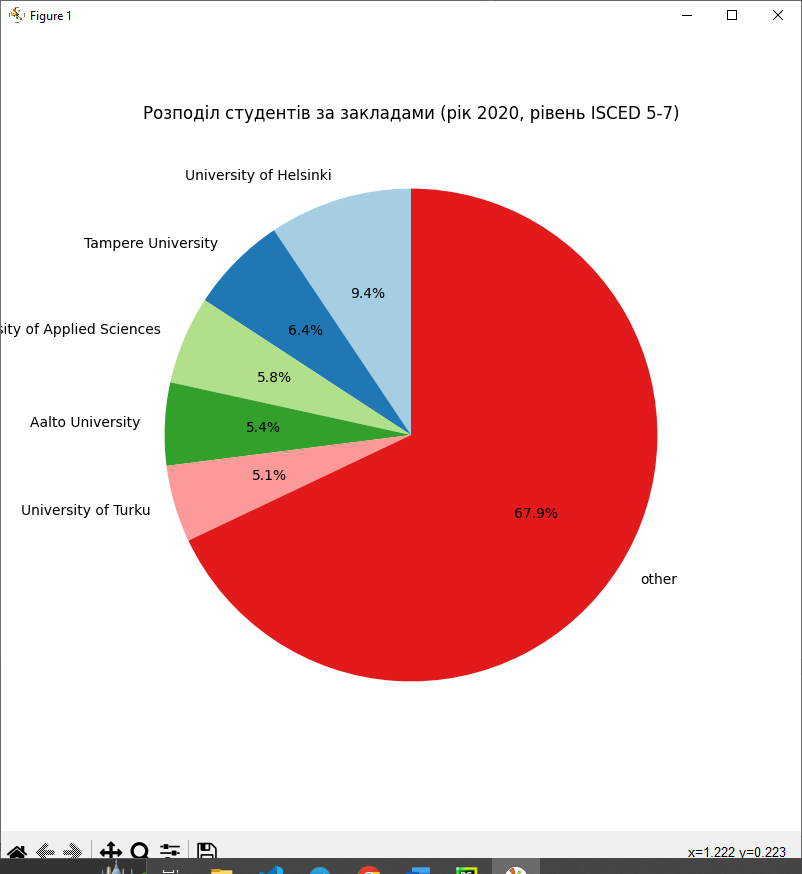 Figure 1
Розподіл студентів за закладами (рік 2020, рівень ISCED 5-7)
University of Helsinki
Tampere University
9.4%
6.4%
of Applied Sciences
5.8%
Aalto University
5.4%
5.1%
University of Turku
67.9%
other
x=1.222 y=0.223